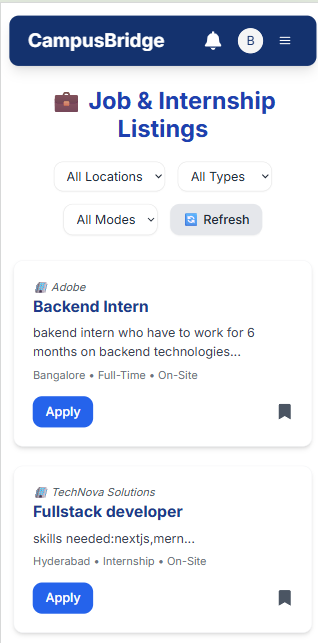 CampusBridge
B
Job & Internship
Listings
All Locations
All Types
All Modes
Refresh
Adobe
Backend Intern
bakend intern who have to work for 6
months on backend technologies...
Bangalore • Full-Time • On-Site
Apply
TechNova Solutions
Fullstack developer
skills needed:nextjs,mern...
Hyderabad • Internship • On-Site
Apply